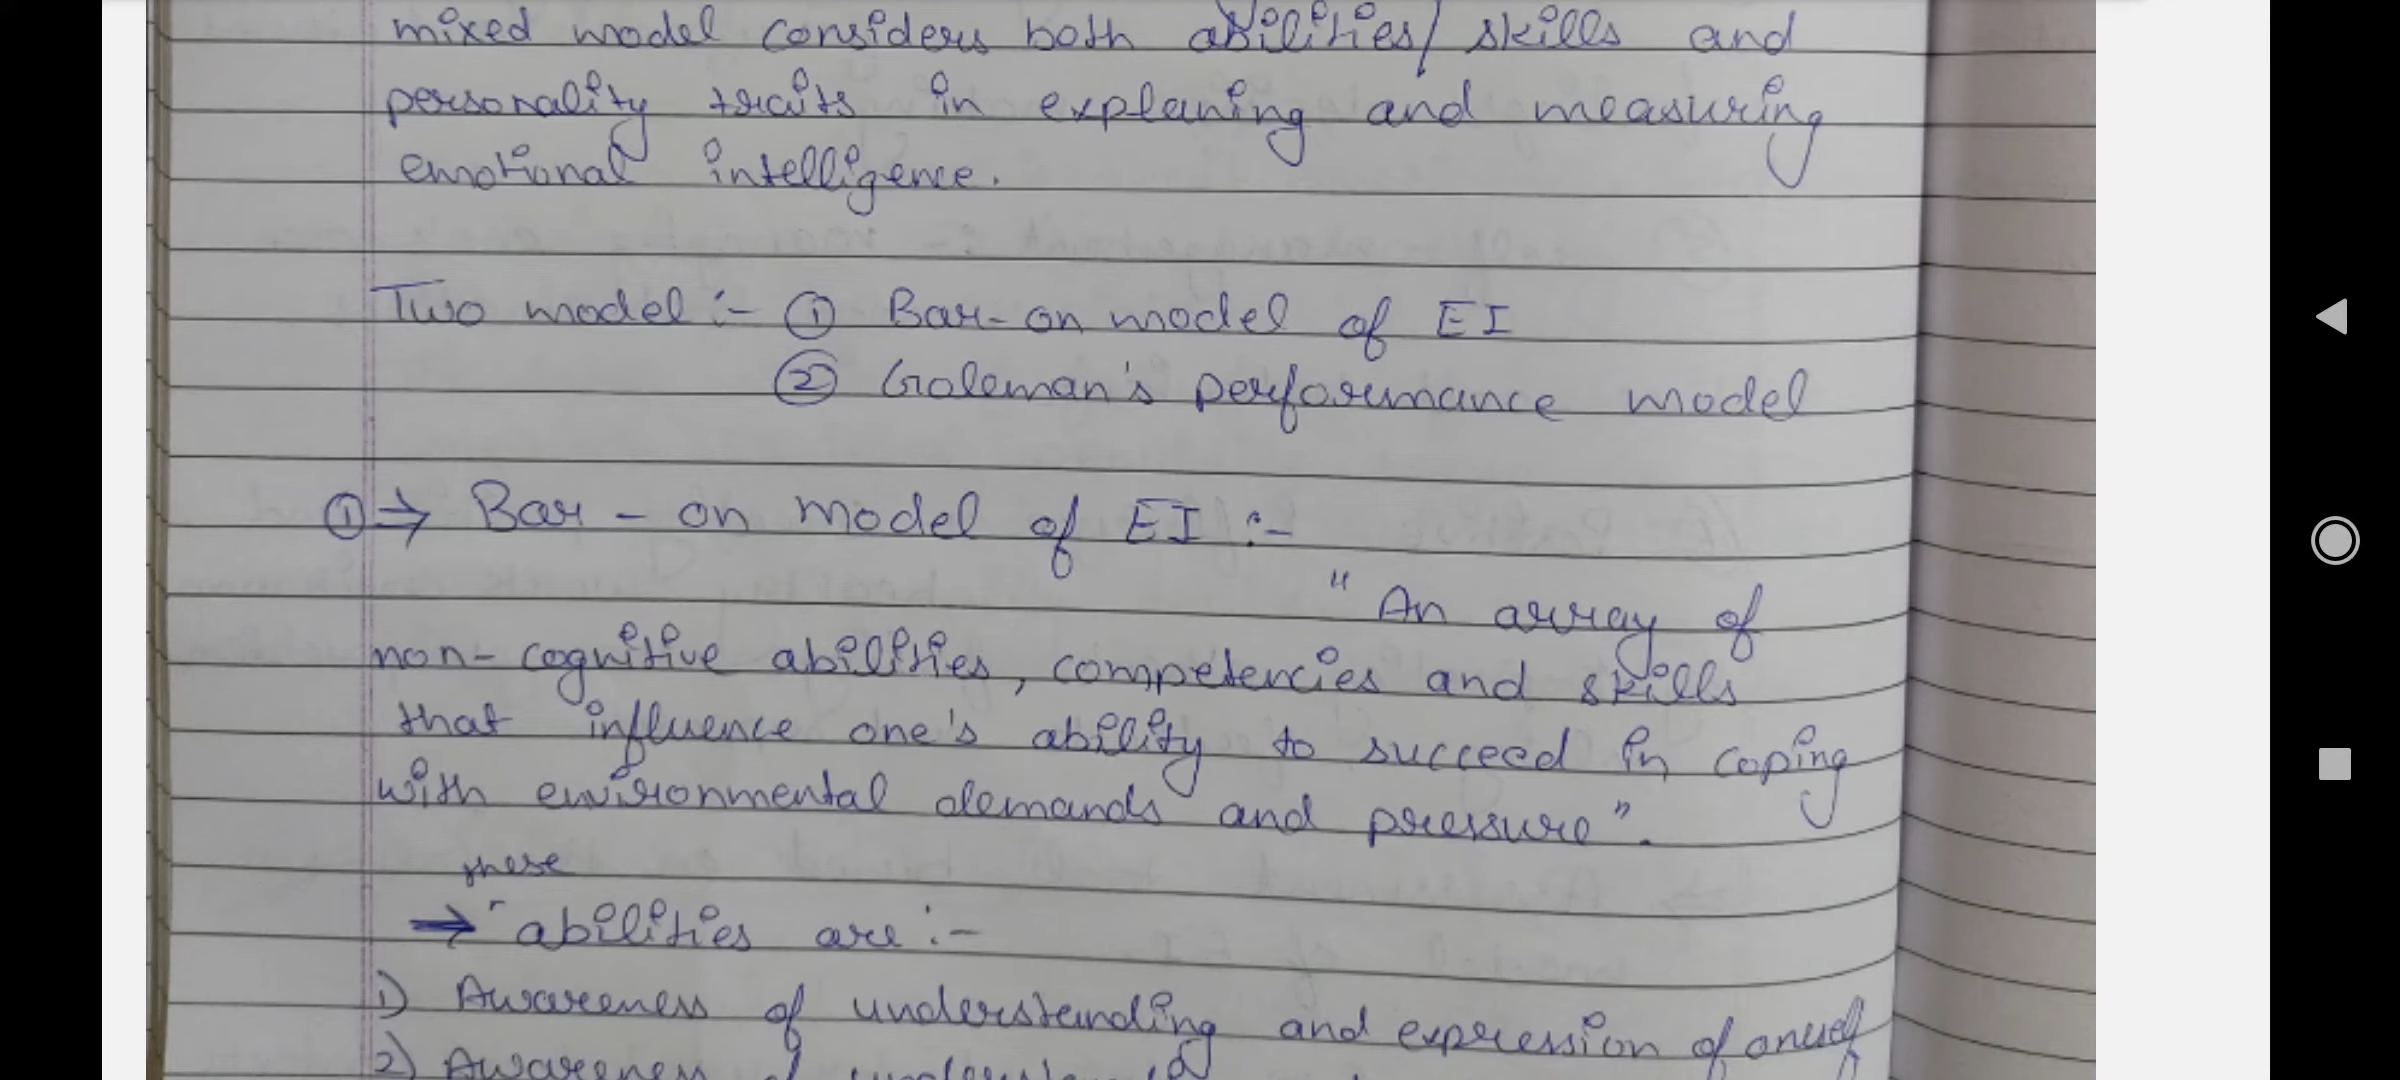 mixed model considers both abilities/ skills and
personality traits in explaning and measuring
emotional intelligence.
Two model :- ① Bar-on model of EI
② Goleman's performance model
①⇒ Bar-on model of EI :-
"An array of
non-cognitive abilities, competencies and skills
that influence one's ability to succeed in coping
with environmental demands and pressure".
these
→ abilities are :-
1) Awareness of understanding and expression of
2) Awareness